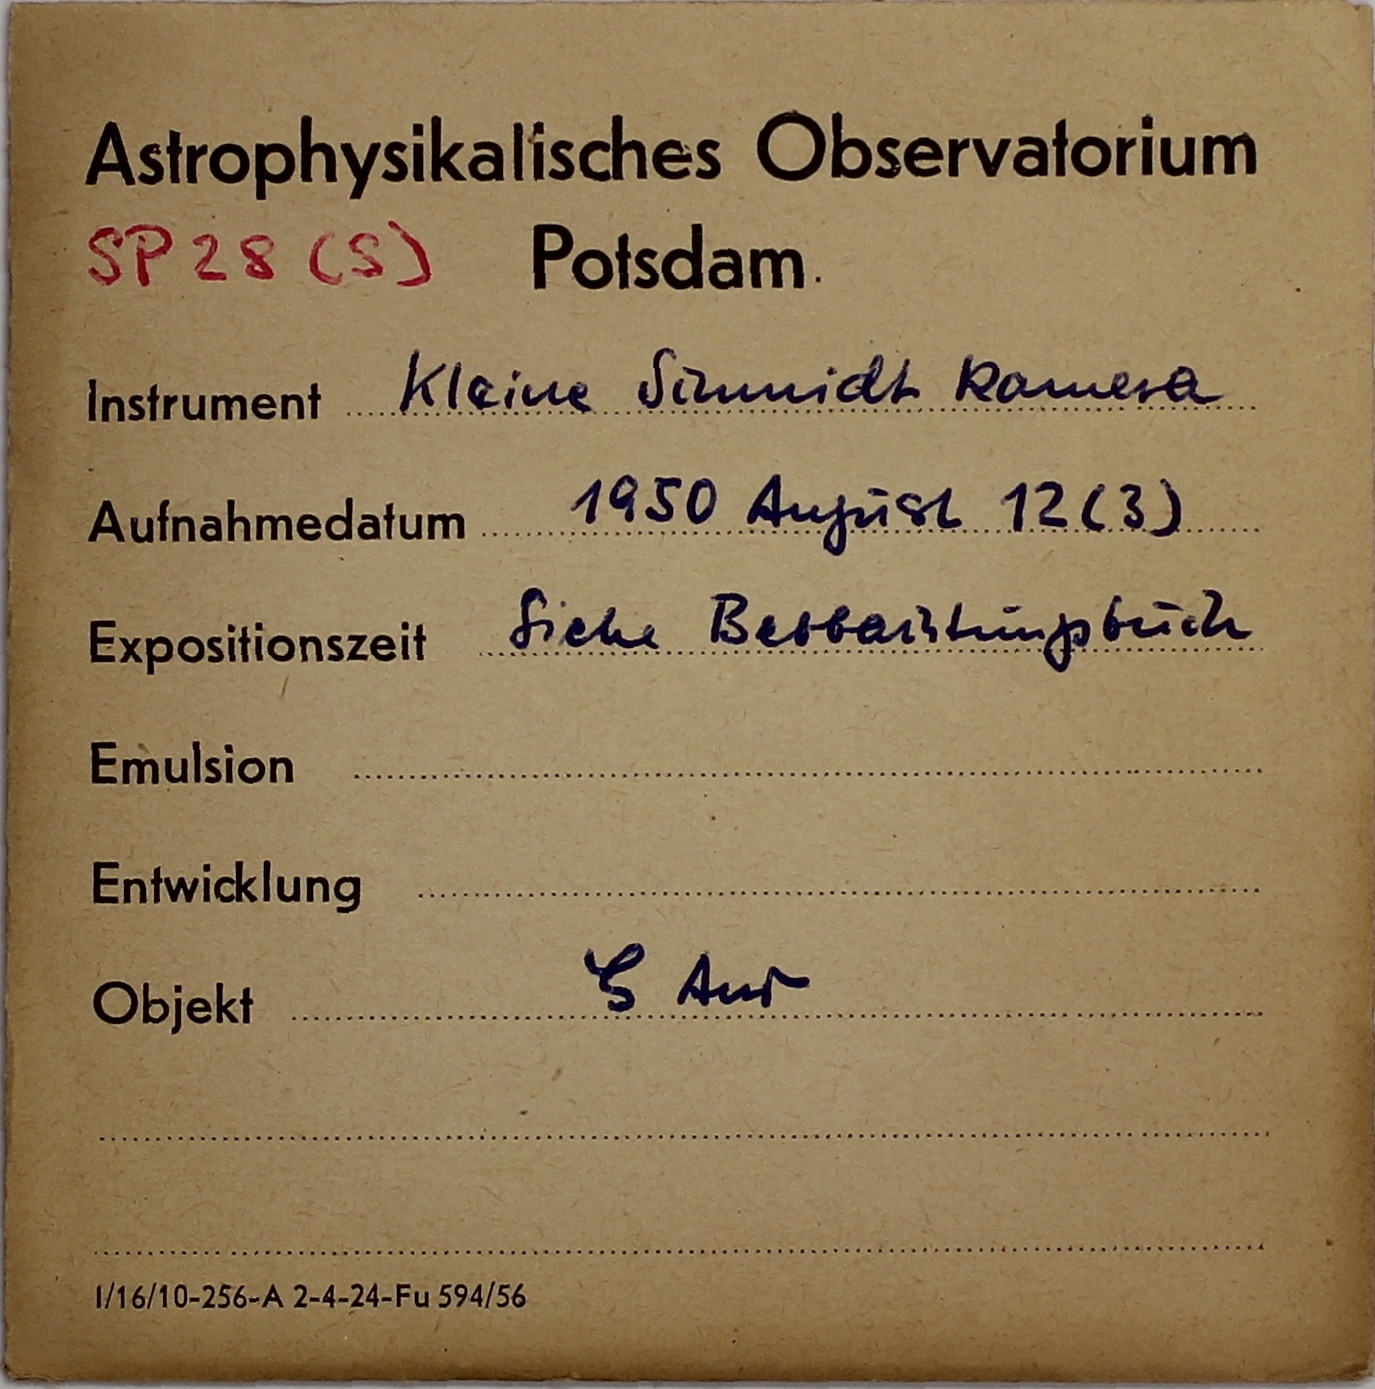 Astrophysikalisches Observatorium
SP 28 (S) Potsdam
Instrument Kleine Schmidt Kamera
Aufnahmedatum 1950 August 12 (3)
Expositionszeit Siehe Beobachtungsbuch
Emulsion
Entwicklung
Objekt ζ Aur
I/16/10-256-A 2-4-24-Fu 594/56